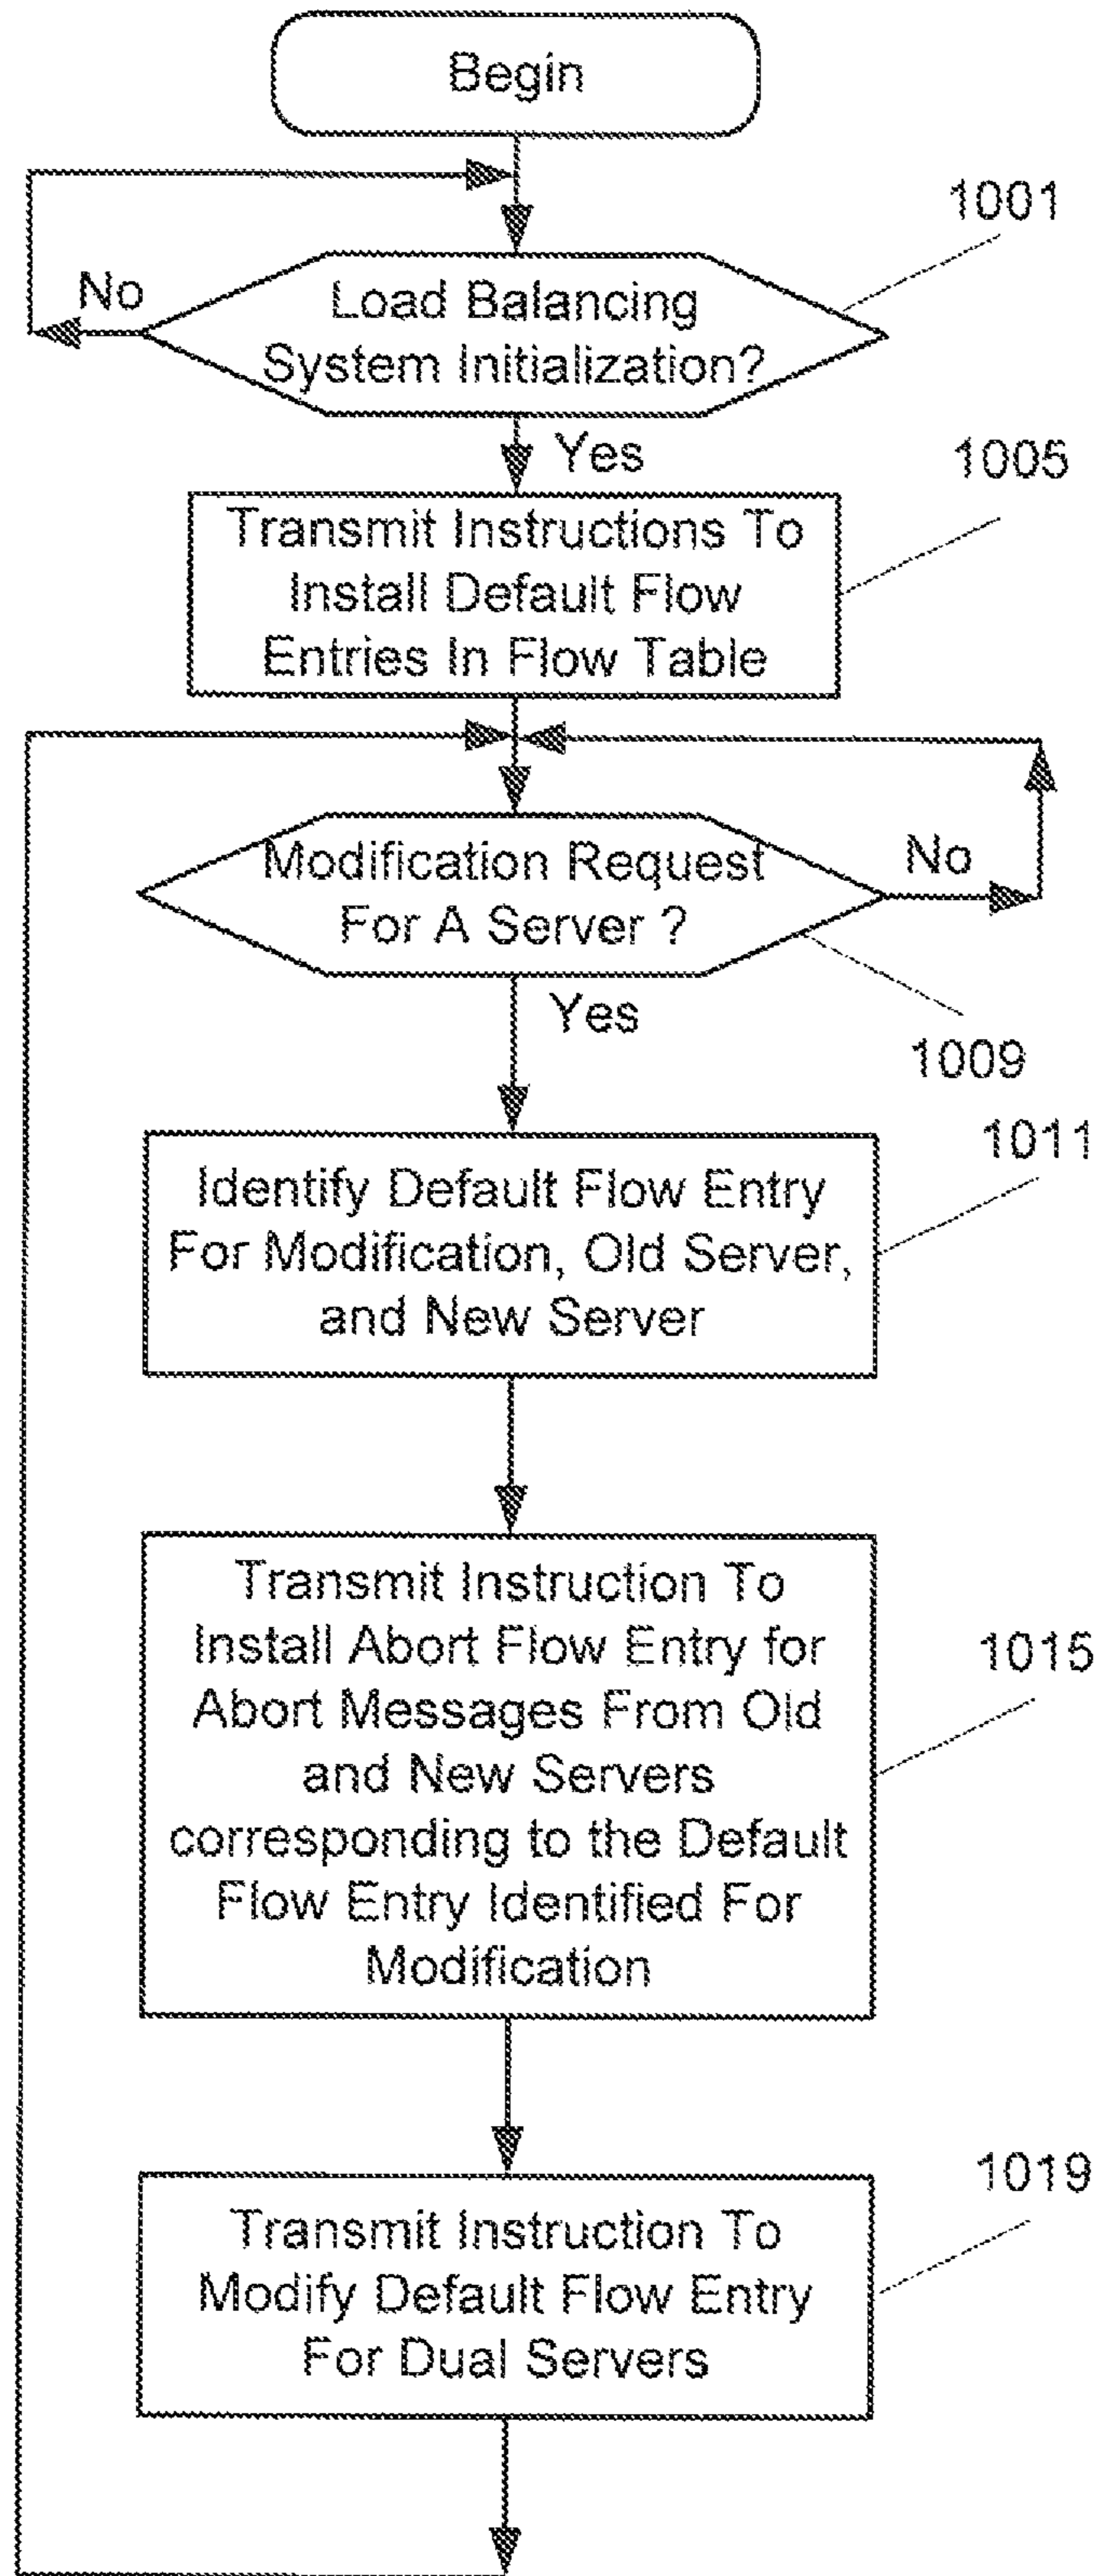 Begin
1001
Load Balancing
System Initialization?
No
Yes
1005
Transmit Instructions To
Install Default Flow
Entries In Flow Table
Modification Request
For A Server ?
No
Yes
1009
1011
Identify Default Flow Entry
For Modification, Old Server,
and New Server
Transmit Instruction To
Install Abort Flow Entry for
Abort Messages From Old
and New Servers
corresponding to the Default
Flow Entry Identified For
Modification
1015
1019
Transmit Instruction To
Modify Default Flow Entry
For Dual Servers